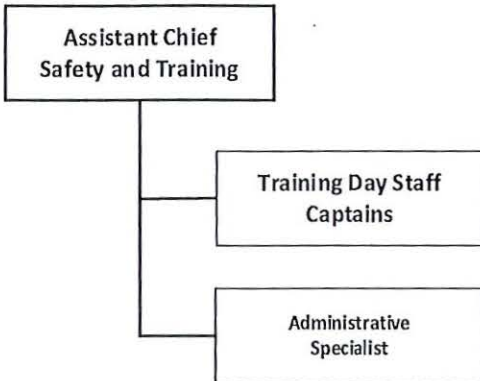 Assistant Chief
Safety and Training
Training Day Staff
Captains
Administrative
Specialist